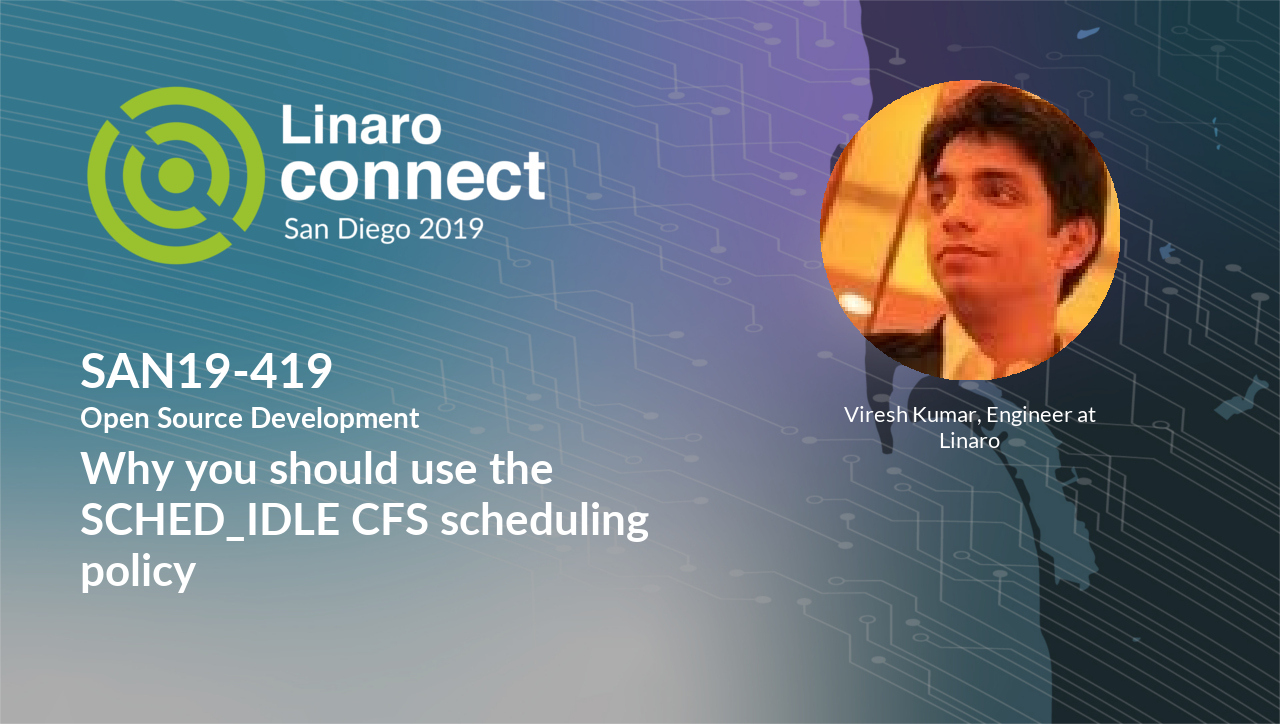 Linaro
connect
San Diego 2019
SAN19-419
Open Source Development
Why you should use the
SCHED_IDLE CFS scheduling
policy
Viresh Kumar, Engineer at
Linaro